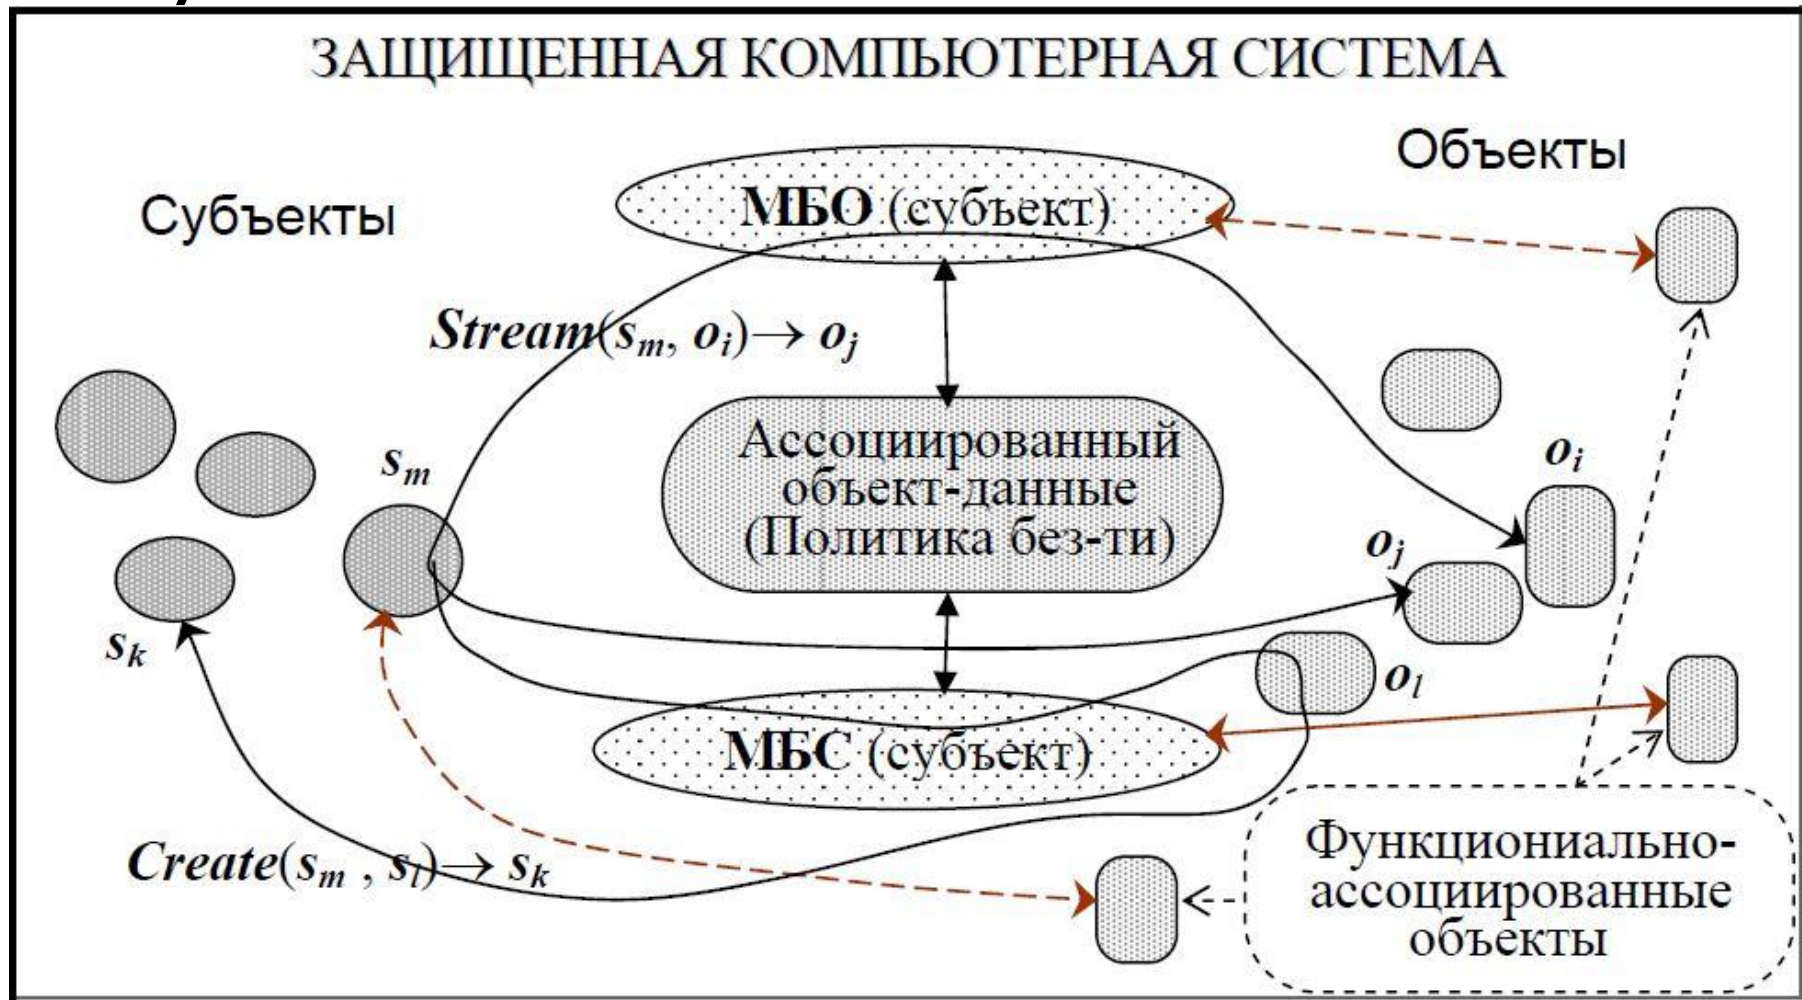 ЗАЩИЩЕННАЯ КОМПЬЮТЕРНАЯ СИСТЕМА
Объекты
Субъекты
МБО (субъект)
Stream(sₘ, oᵢ)→ oⱼ
Ассоциированный
объект-данные
(Политика без-ти)
sₘ
oᵢ
oⱼ
sₖ
oₗ
МБС (субъект)
Create(sₘ , sₗ)→ sₖ
Функциониально-
ассоциированные
объекты